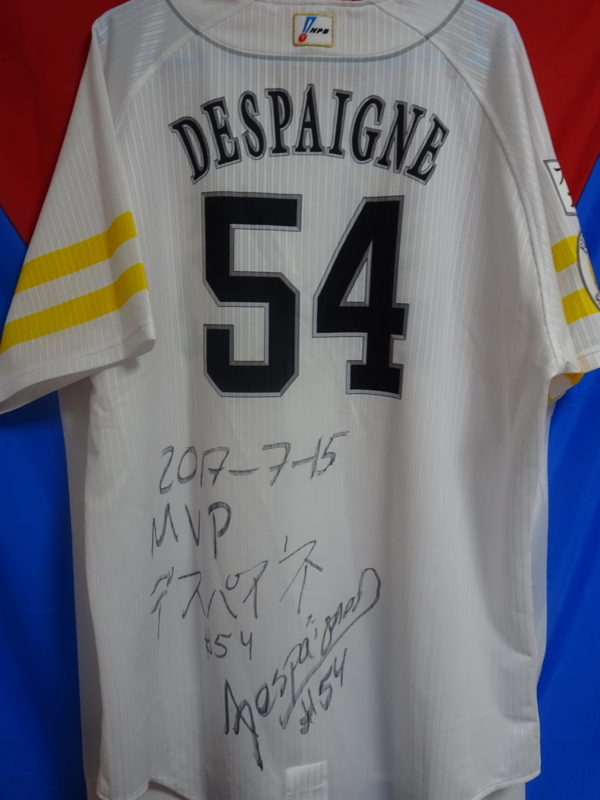 NPB
DESPAIGNE
54
2017-7-15
MVP
デスパイネ
#54
Despaigne
#54